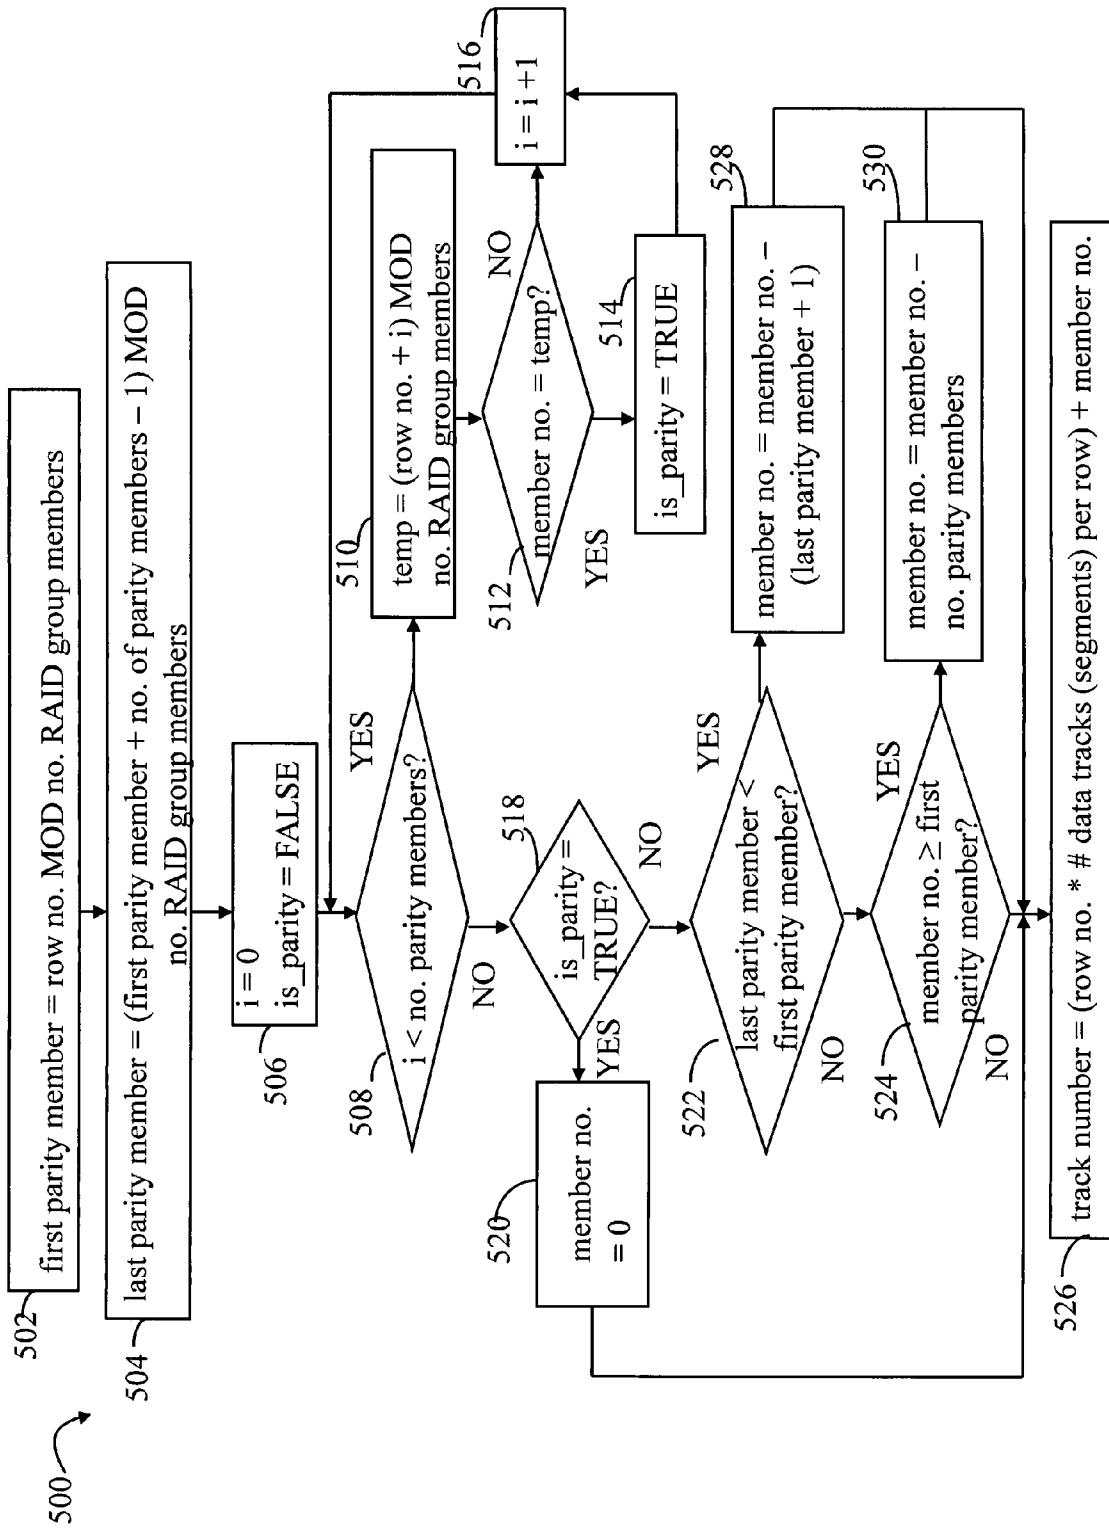 500
502
first parity member = row no. MOD no. RAID group members
504
last parity member = (first parity member + no. of parity members – 1) MOD
no. RAID group members
506
i = 0
is_parity = FALSE
508
i < no. parity members?
YES
NO
510
temp = (row no. + i) MOD
no. RAID group members
512
member no. = temp?
NO
YES
514
is_parity = TRUE
516
i = i +1
518
is_parity =
TRUE?
YES
NO
520
member no.
= 0
522
last parity member <
first parity member?
YES
NO
528
member no. = member no. –
(last parity member + 1)
524
member no. ≥ first
parity member?
YES
NO
530
member no. = member no. –
no. parity members
526
track number = (row no. * # data tracks (segments) per row) + member no.